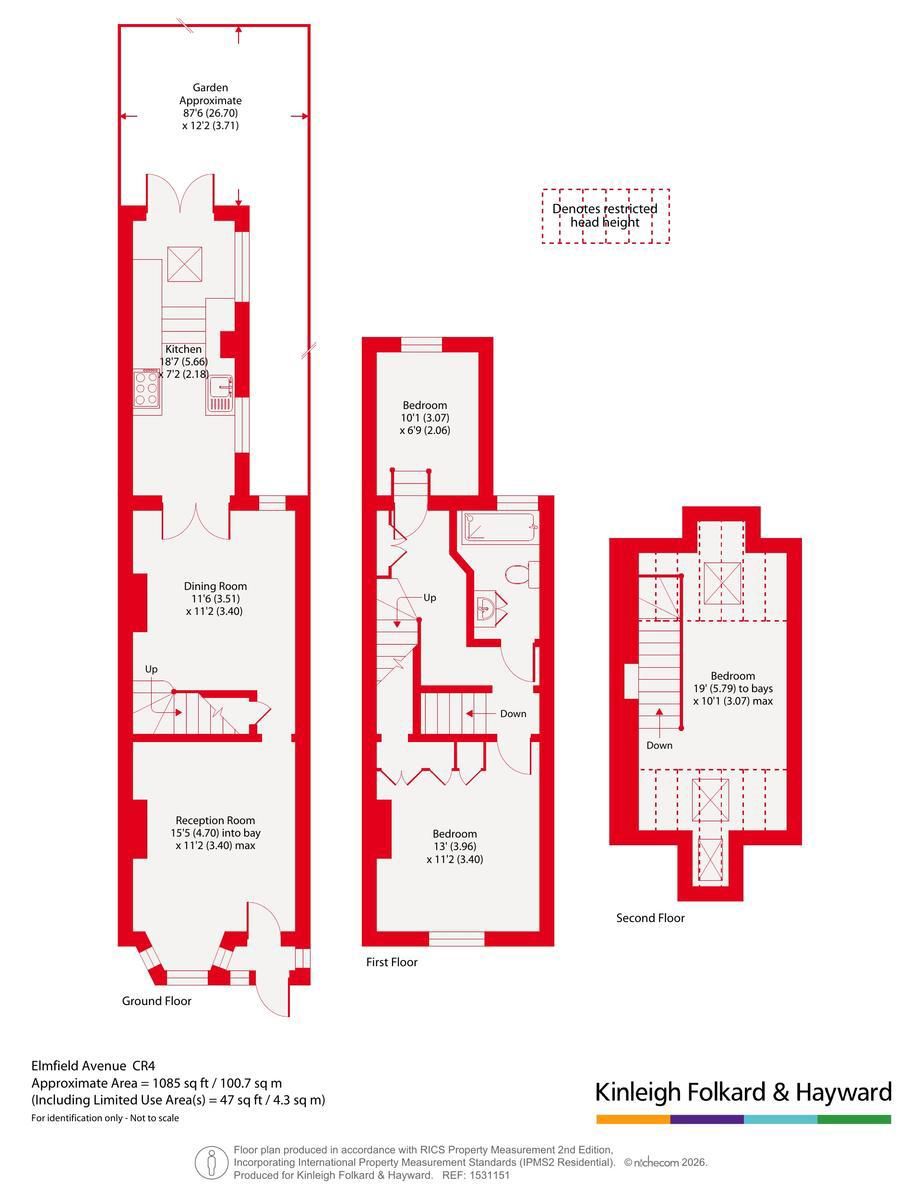 Garden
Approximate
87'6 (26.70)
x 12'2 (3.71)
Denotes restricted
head height
Kitchen
18'7 (5.66)
x 7'2 (2.18)
Bedroom
10'1 (3.07)
x 6'9 (2.06)
Dining Room
11'6 (3.51)
x 11'2 (3.40)
Up
Up
Down
Bedroom
19' (5.79) to bays
x 10'1 (3.07) max
Down
Reception Room
15'5 (4.70) into bay
x 11'2 (3.40) max
Bedroom
13' (3.96)
x 11'2 (3.40)
Second Floor
First Floor
Ground Floor
Elmfield Avenue CR4
Approximate Area = 1085 sq ft / 100.7 sq m
(Including Limited Use Area(s) = 47 sq ft / 4.3 sq m)
For identification only - Not to scale
Kinleigh Folkard & Hayward
Floor plan produced in accordance with RICS Property Measurement 2nd Edition,
Incorporating International Property Measurement Standards (IPMS2 Residential). © nichecom 2026.
Produced for Kinleigh Folkard & Hayward. REF: 1531151